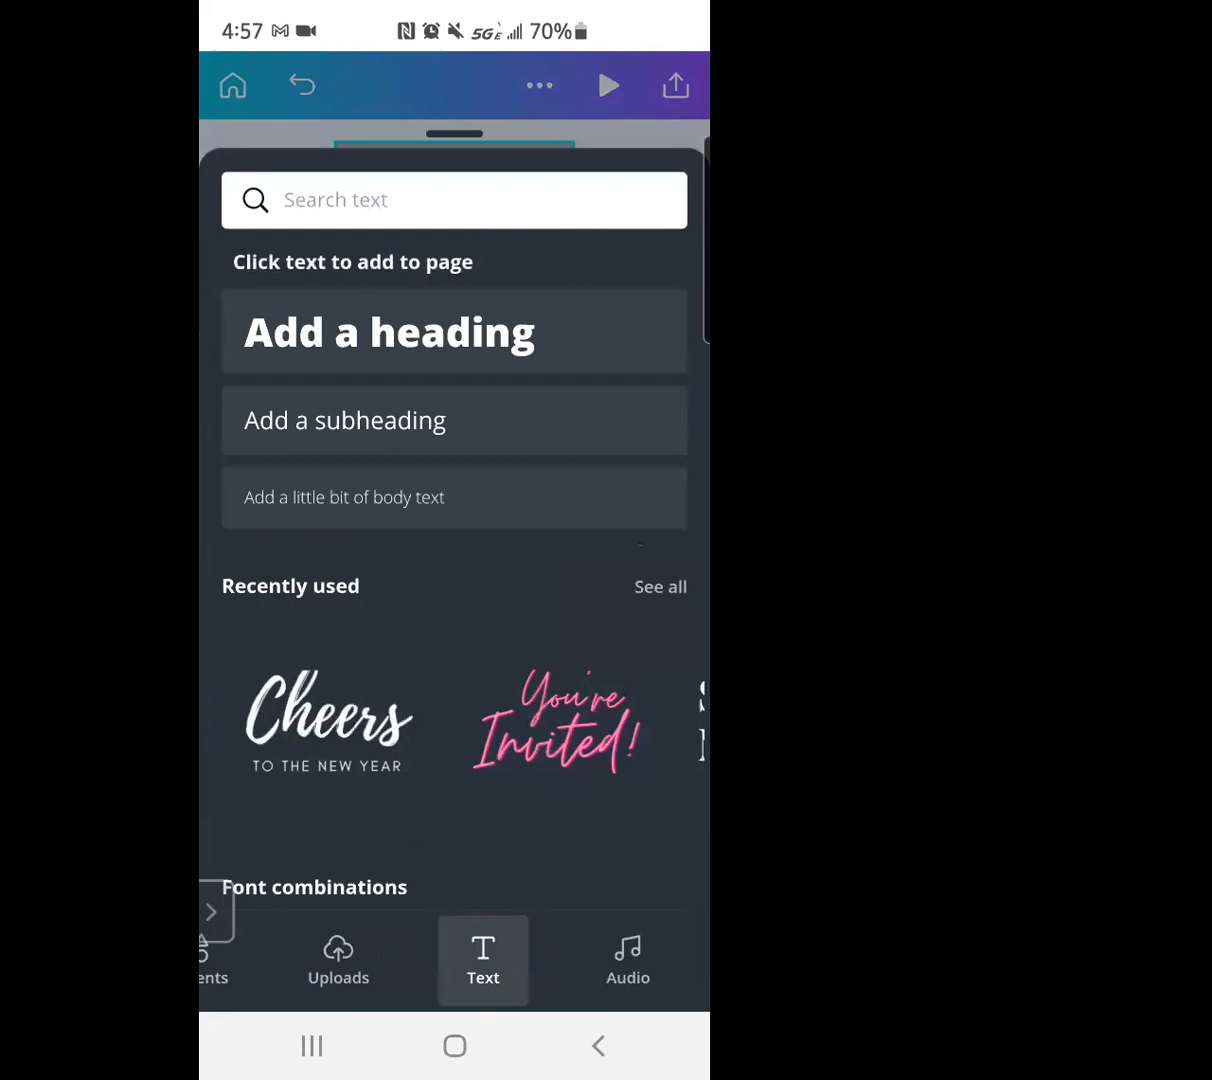 4:57 5GE 70%
Search text
Click text to add to page
Add a heading
Add a subheading
Add a little bit of body text
Recently used See all
Cheers
TO THE NEW YEAR
You're
Invited!
Font combinations
ents Uploads Text Audio